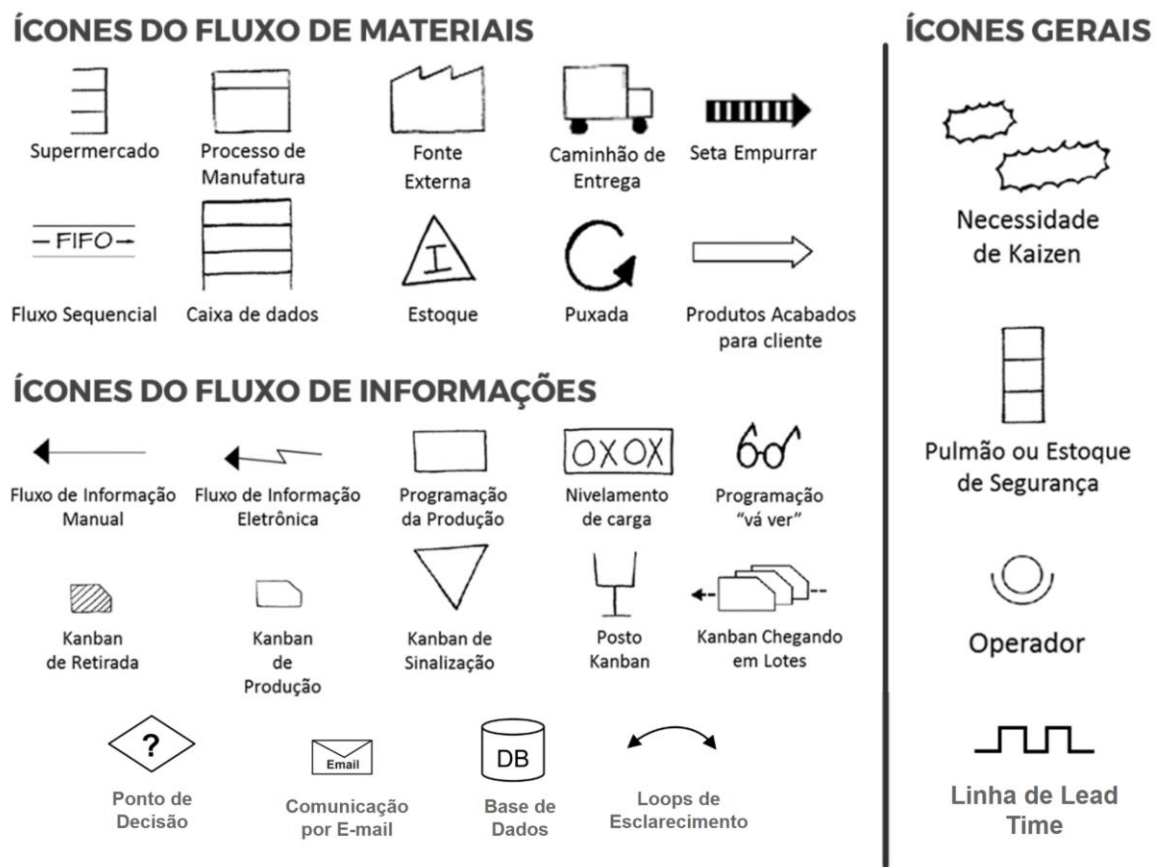 ÍCONES DO FLUXO DE MATERIAIS
Supermercado
Processo de
Manufatura
Fonte
Externa
Caminhão de
Entrega
Seta Empurrar
FIFO
I
Fluxo Sequencial
Caixa de dados
Estoque
Puxada
Produtos Acabados
para cliente
ÍCONES DO FLUXO DE INFORMAÇÕES
OXOX
Fluxo de Informação
Manual
Fluxo de Informação
Eletrônica
Programação
da Produção
Nivelamento
de carga
Programação
“vá ver”
Kanban
de Retirada
Kanban
de
Produção
Kanban de
Sinalização
Posto
Kanban
Kanban Chegando
em Lotes
?
Email
DB
Ponto de
Decisão
Comunicação
por E-mail
Base de
Dados
Loops de
Esclarecimento
ÍCONES GERAIS
Necessidade
de Kaizen
Pulmão ou Estoque
de Segurança
Operador
Linha de Lead
Time